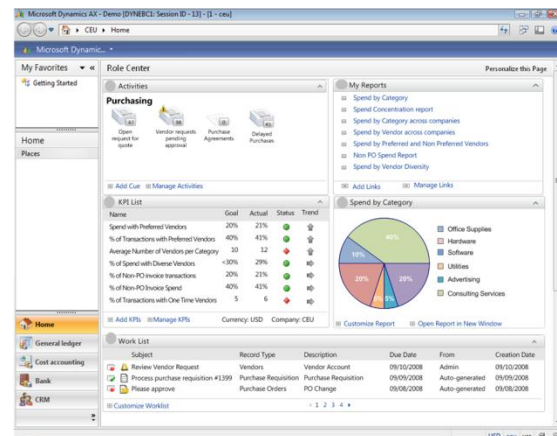 Microsoft Dynamics AX - Demo [DYNEBC1: Session ID - 13] - [1 - ceu]
CEU Home
Microsoft Dynamic...
My Favorites
Getting Started
Home
Places
Home
General ledger
Cost accounting
Bank
CRM
Role Center
Personalize this Page
Activities
Purchasing
Open request for quote
Vendor requests pending approval
Purchase Agreements
Delayed Purchases
Add Cue Manage Activities
My Reports
Spend by Category
Spend Concentration report
Spend by Category across companies
Spend by Vendor across companies
Spend by Preferred and Non Preferred Vendors
Non PO Spend Report
Spend by Vendor Diversity
Add Links Manage Links
KPI List
Name Goal Actual Status Trend
Spend with Preferred Vendors 20% 21%
% of Transactions with Preferred Vendors 40% 41%
Average Number of Vendors per Category 10 12
% of Spend with Diverse Vendors <30% 29%
% of Non-PO invoice transactions 20% 21%
% of Non-PO Invoice Spend 40% 41%
% of Transactions with One Time Vendors 5 6
Add KPIs Manage KPIs Currency: USD Company: CEU
Spend by Category
40%
10%
20%
20%
5%
Office Supplies
Hardware
Software
Utilities
Advertising
Consulting Services
Customize Report Open Report in New Window
Work List
Subject Record Type Description Due Date From Creation Date
Review Vendor Request Vendors Vendor Account 09/10/2008 Admin 09/10/2008
Process purchase requisition #1399 Purchase Requisition Purchase Requisition 09/09/2008 Auto-generated 09/09/2008
Please approve Purchase Orders PO Change 09/08/2008 Auto-generated 09/08/2008
Customize Worklist 1 2 3 4